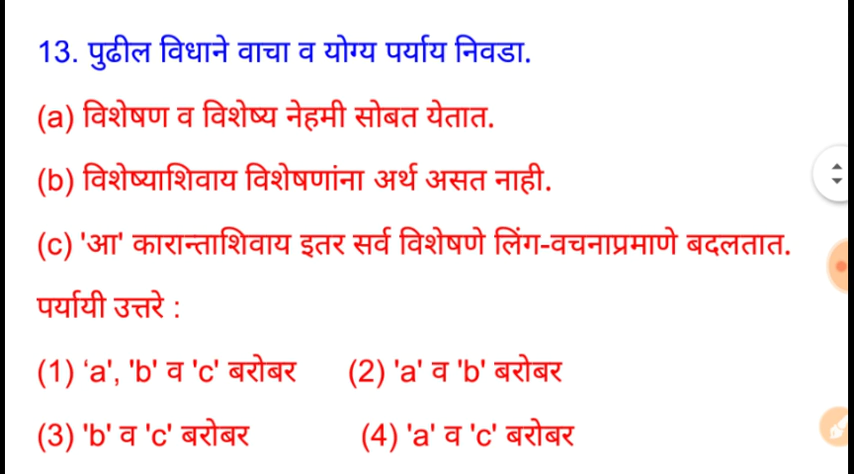 13. पुढील विधाने वाचा व योग्य पर्याय निवडा.
(a) विशेषण व विशेष्य नेहमी सोबत येतात.
(b) विशेष्याशिवाय विशेषणांना अर्थ असत नाही.
(c) 'आ' कारान्ताशिवाय इतर सर्व विशेषणे लिंग-वचनाप्रमाणे बदलतात.
पर्यायी उत्तरे :
(1) ‘a', 'b' व 'c' बरोबर (2) 'a' व 'b' बरोबर
(3) 'b' व 'c' बरोबर (4) 'a' व 'c' बरोबर